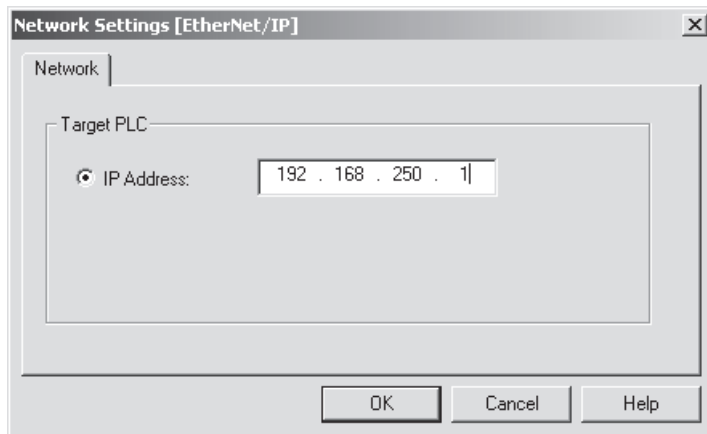 Network Settings [EtherNet/IP]
Network
Target PLC
IP Address: 192 . 168 . 250 . 1
OK Cancel Help